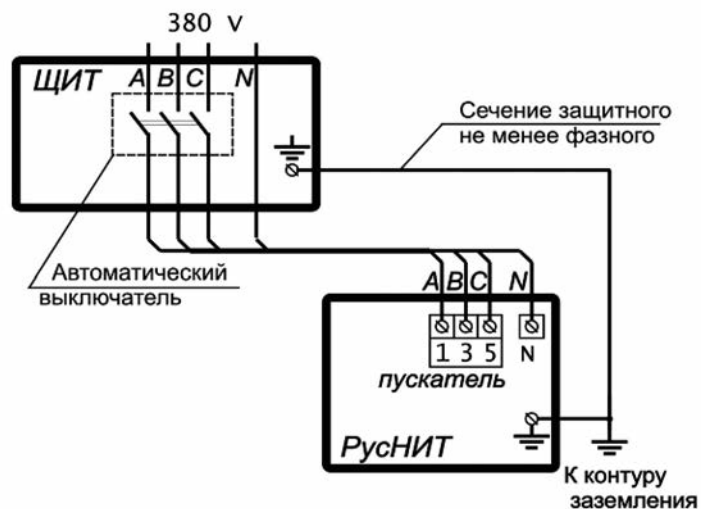 380 V
ЩИТ
A B C N
Сечение защитного
не менее фазного
Автоматический
выключатель
A B C N
1 3 5 N
пускатель
РусНИТ
К контуру
заземления